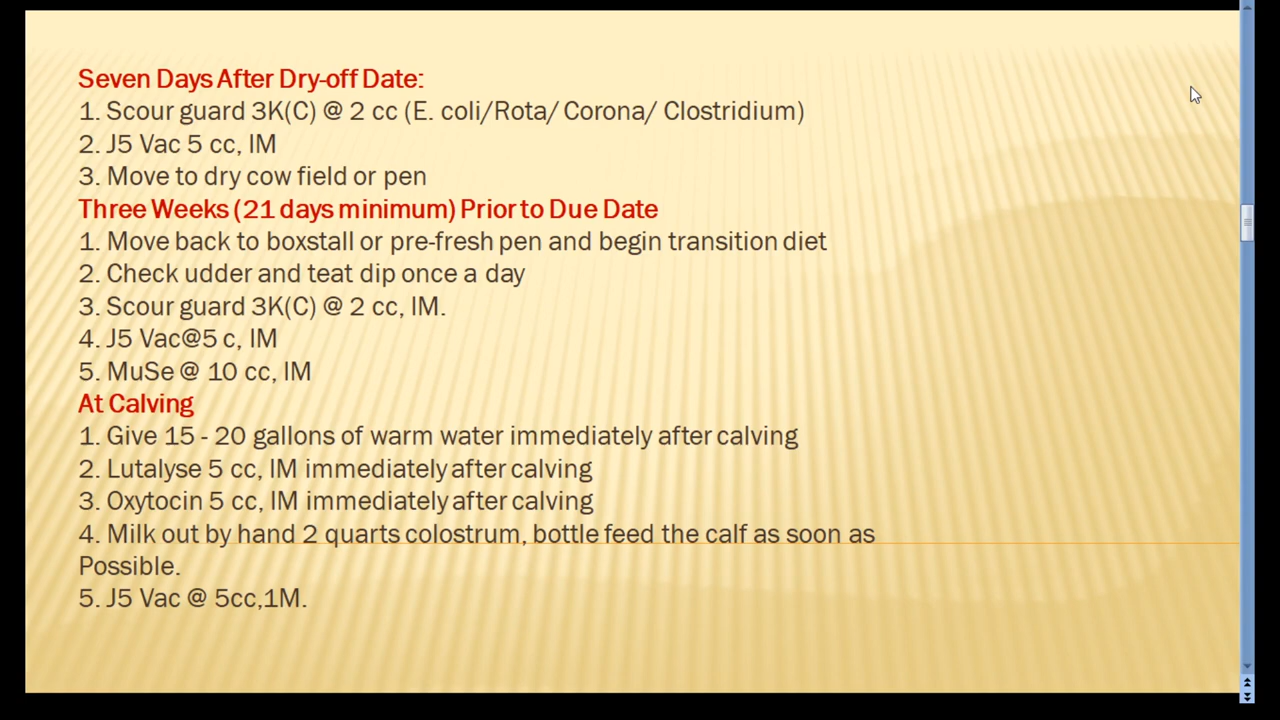 Seven Days After Dry-off Date:
1. Scour guard 3K(C) @ 2 cc (E. coli/Rota/ Corona/ Clostridium)
2. J5 Vac 5 cc, IM
3. Move to dry cow field or pen
Three Weeks (21 days minimum) Prior to Due Date
1. Move back to boxstall or pre-fresh pen and begin transition diet
2. Check udder and teat dip once a day
3. Scour guard 3K(C) @ 2 cc, IM.
4. J5 Vac@5 c, IM
5. MuSe @ 10 cc, IM
At Calving
1. Give 15 - 20 gallons of warm water immediately after calving
2. Lutalyse 5 cc, IM immediately after calving
3. Oxytocin 5 cc, IM immediately after calving
4. Milk out by hand 2 quarts colostrum, bottle feed the calf as soon as
Possible.
5. J5 Vac @ 5cc,1M.